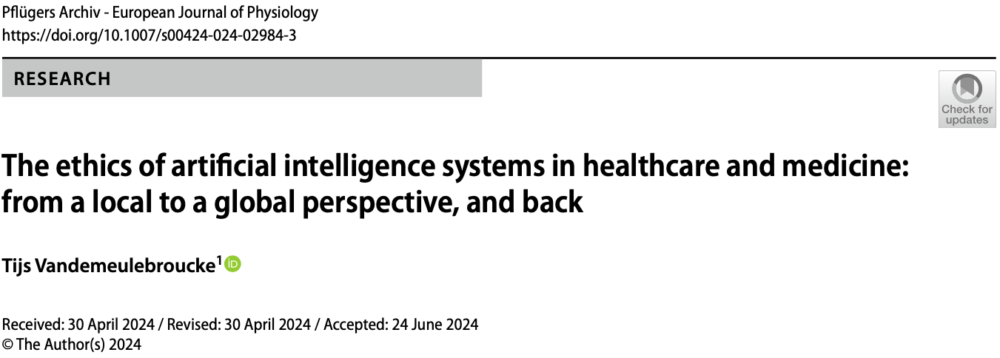 Pflügers Archiv - European Journal of Physiology
https://doi.org/10.1007/s00424-024-02984-3
RESEARCH
Check for
updates
The ethics of artificial intelligence systems in healthcare and medicine:
from a local to a global perspective, and back
Tijs Vandemeulebroucke1 iD
Received: 30 April 2024 / Revised: 30 April 2024 / Accepted: 24 June 2024
© The Author(s) 2024